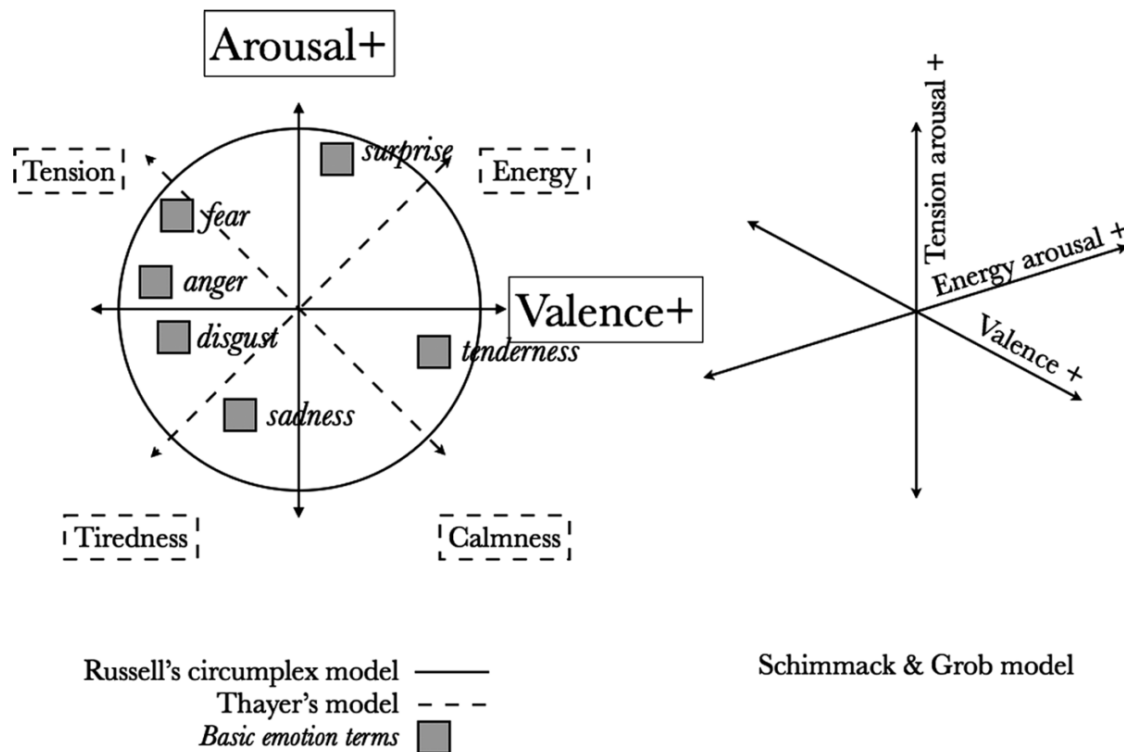 Arousal+
Tension
surprise
Energy
fear
anger
Valence+
disgust
tenderness
sadness
Tiredness
Calmness
Tension arousal +
Energy arousal +
Valence +
Russell's circumplex model
Thayer's model
Basic emotion terms
Schimmack & Grob model